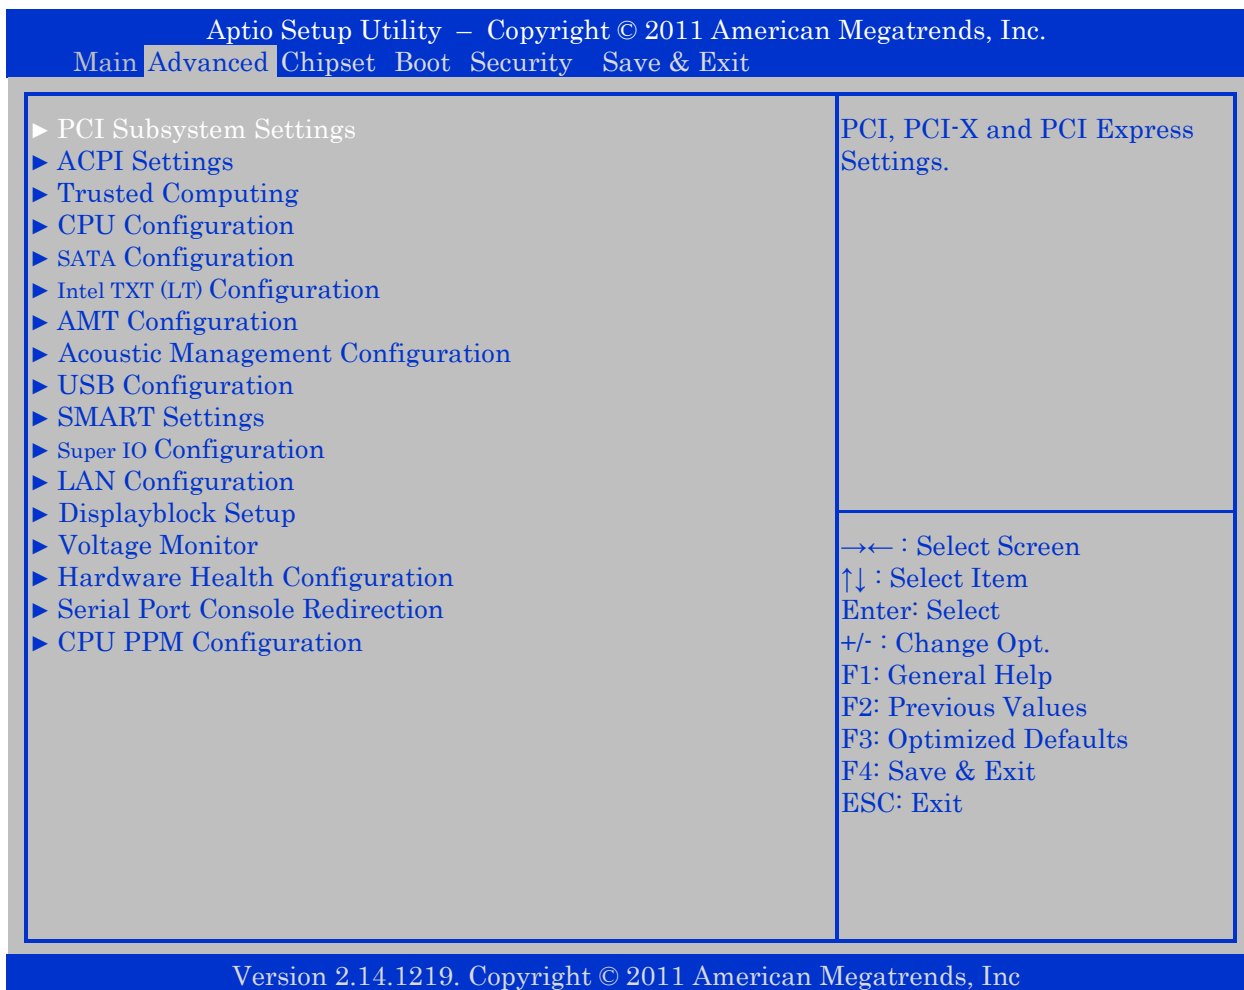 Aptio Setup Utility – Copyright © 2011 American Megatrends, Inc.
Main Advanced Chipset Boot Security Save & Exit
► PCI Subsystem Settings
► ACPI Settings
► Trusted Computing
► CPU Configuration
► SATA Configuration
► Intel TXT (LT) Configuration
► AMT Configuration
► Acoustic Management Configuration
► USB Configuration
► SMART Settings
► Super IO Configuration
► LAN Configuration
► Displayblock Setup
► Voltage Monitor
► Hardware Health Configuration
► Serial Port Console Redirection
► CPU PPM Configuration
PCI, PCI-X and PCI Express
Settings.
→← : Select Screen
↑↓ : Select Item
Enter: Select
+/- : Change Opt.
F1: General Help
F2: Previous Values
F3: Optimized Defaults
F4: Save & Exit
ESC: Exit
Version 2.14.1219. Copyright © 2011 American Megatrends, Inc